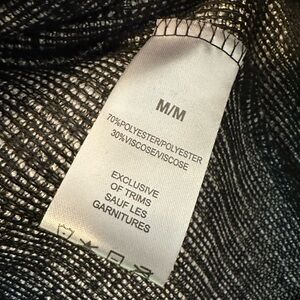 M/M
70%POLYESTER/POLYESTER
30%VISCOSE/VISCOSE
EXCLUSIVE
OF TRIMS
SAUF LES
GARNITURES